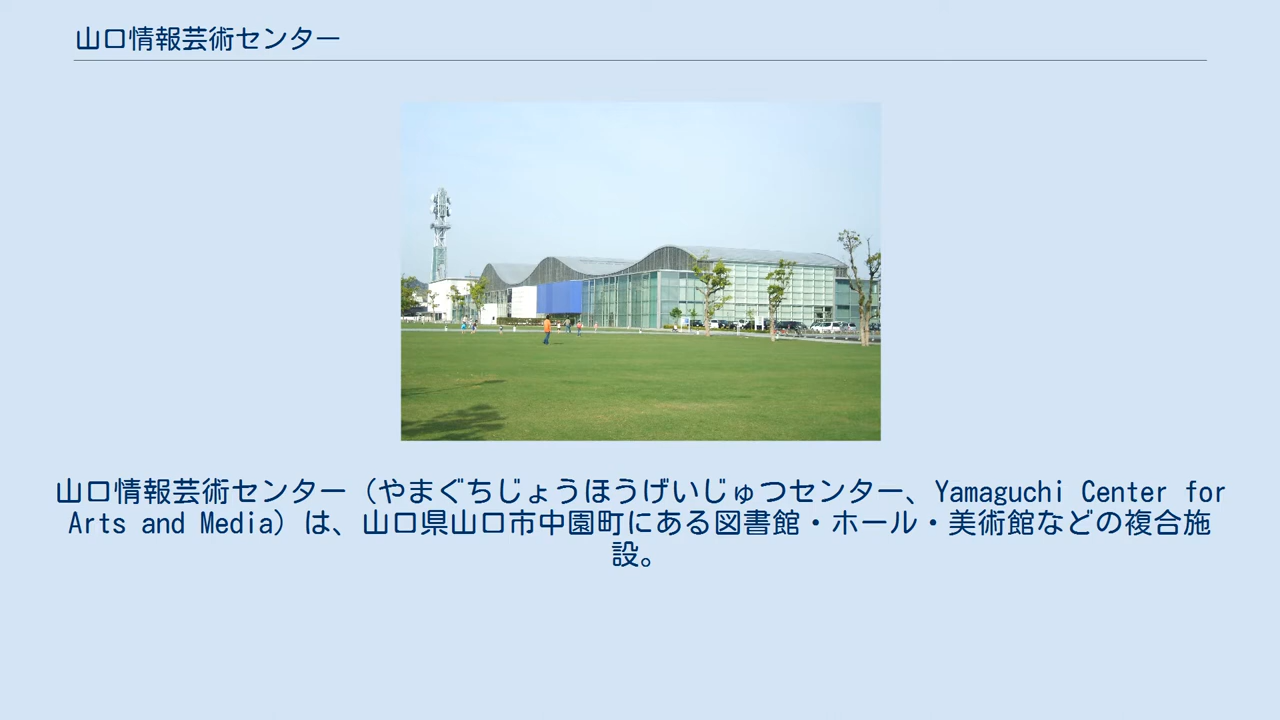 山口情報芸術センター
山口情報芸術センター（やまぐちじょうほうげいじゅつセンター、Yamaguchi Center for
Arts and Media）は、山口県山口市中園町にある図書館・ホール・美術館などの複合施
設。